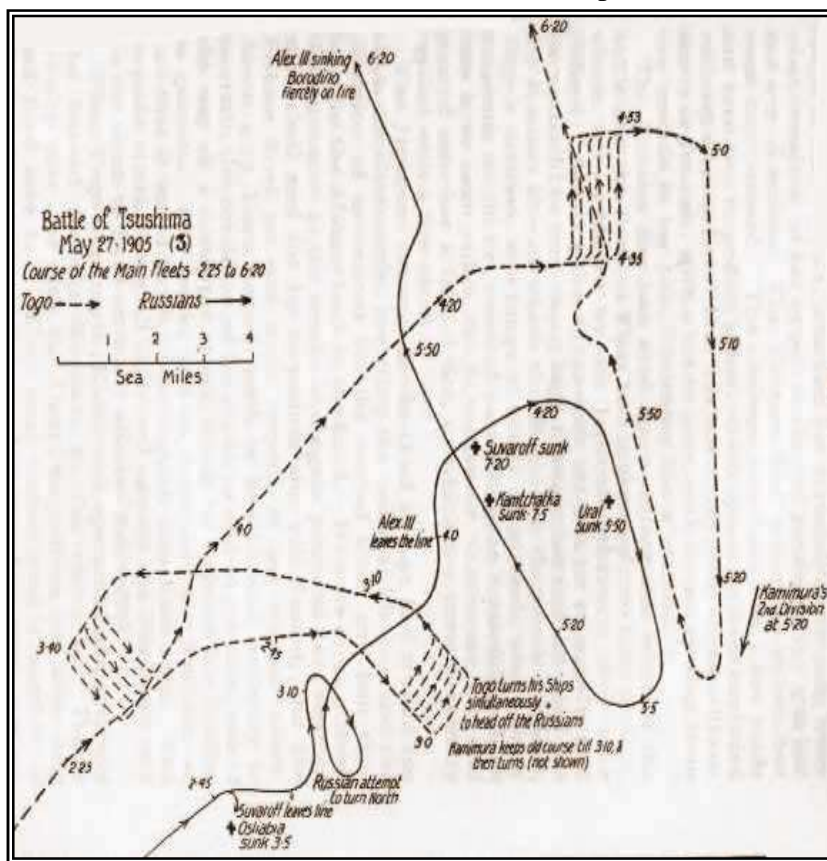 Alex III sinking
Borodino
fiercely on fire
6·20
6·20
4·53
5·0
Battle of Tsushima
May 27·1905 (3)
Course of the Main Fleets 2·25 to 6·20
Togo
Russians
1 2 3 4
Sea Miles
4·35
4·20
5·10
5·50
4·20
5·50
Suvaroff sunk
7·20
Kamtchatka
sunk 7·5
Ural
sunk 5·50
Alex III
leaves the line
4·0
4·0
3·10
5·20
5·20
Kamimura's
2nd Division
at 5·20
3·40
2·45
3·10
Togo turns his Ships
simultaneously
to head off the Russians
3·0
5·5
Kamimura keeps old course till 3·10, &
then turns (not shown)
2·25
2·45
Russian attempt
to turn North
Suvaroff leaves line
Osliabia
sunk 3·5